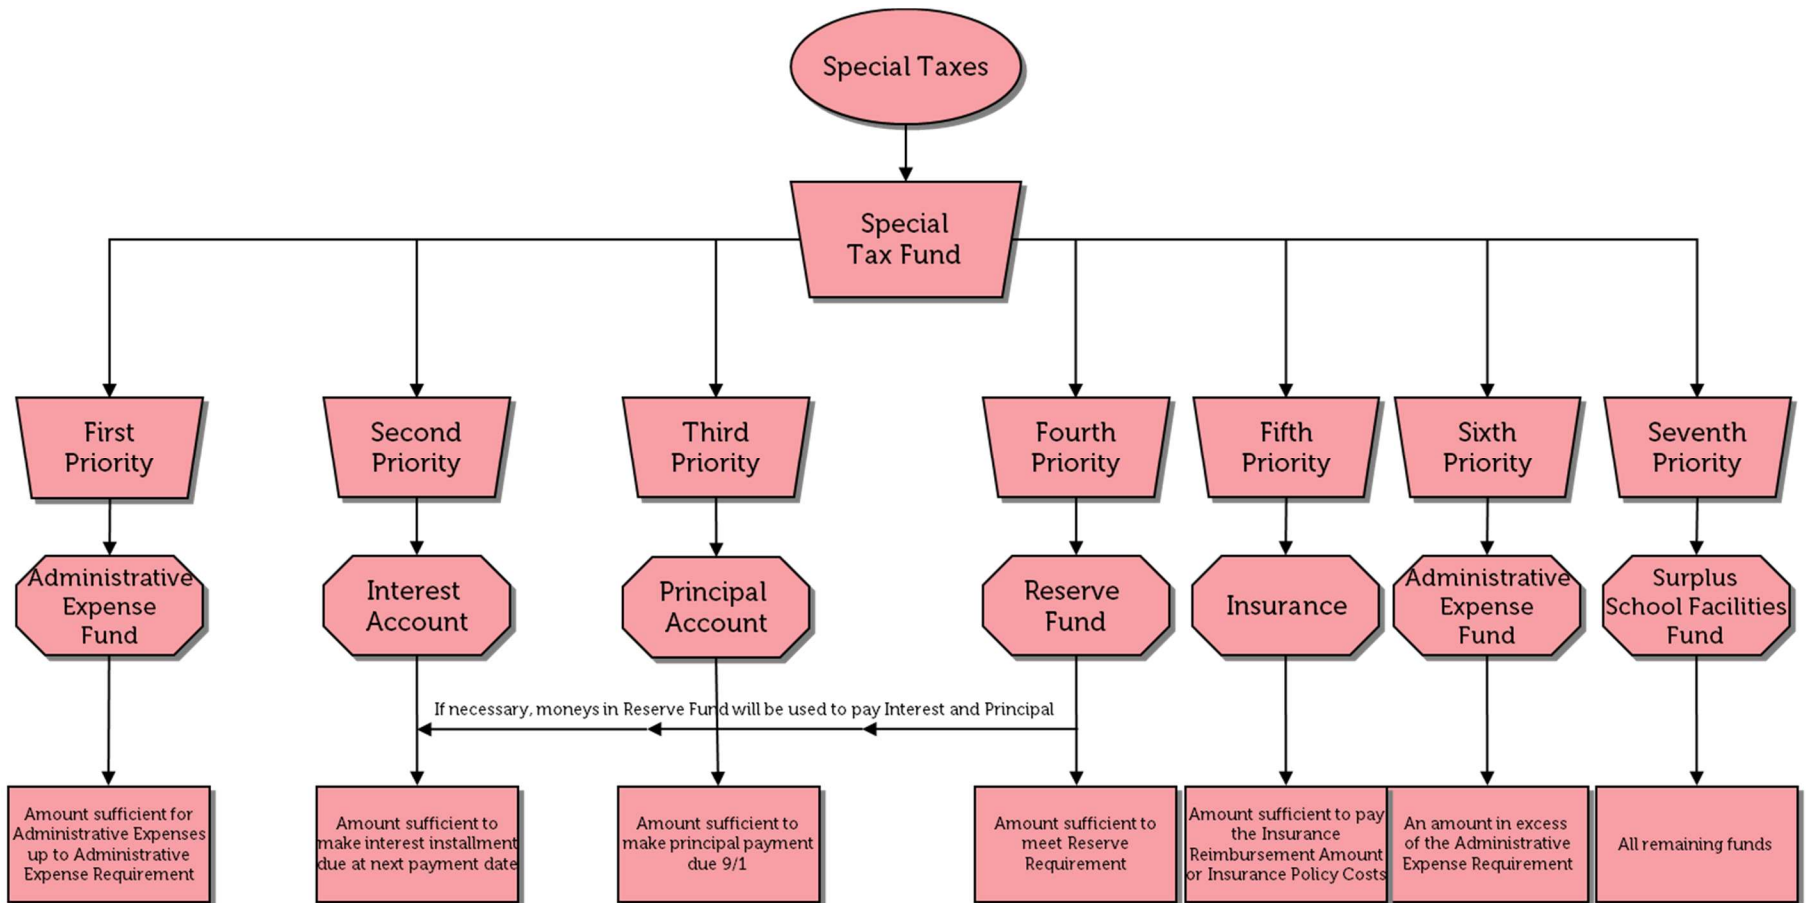 Special Taxes
Special
Tax Fund
First
Priority
Second
Priority
Third
Priority
Fourth
Priority
Fifth
Priority
Sixth
Priority
Seventh
Priority
Administrative
Expense
Fund
Interest
Account
Principal
Account
Reserve
Fund
Insurance
Administrative
Expense
Fund
Surplus
School Facilities
Fund
If necessary, moneys in Reserve Fund will be used to pay Interest and Principal
Amount sufficient for
Administrative Expenses
up to Administrative
Expense Requirement
Amount sufficient to
make interest installment
due at next payment date
Amount sufficient to
make principal payment
due 9/1
Amount sufficient to
meet Reserve
Requirement
Amount sufficient to pay
the Insurance
Reimbursement Amount
or Insurance Policy Costs
An amount in excess
of the Administrative
Expense Requirement
All remaining funds